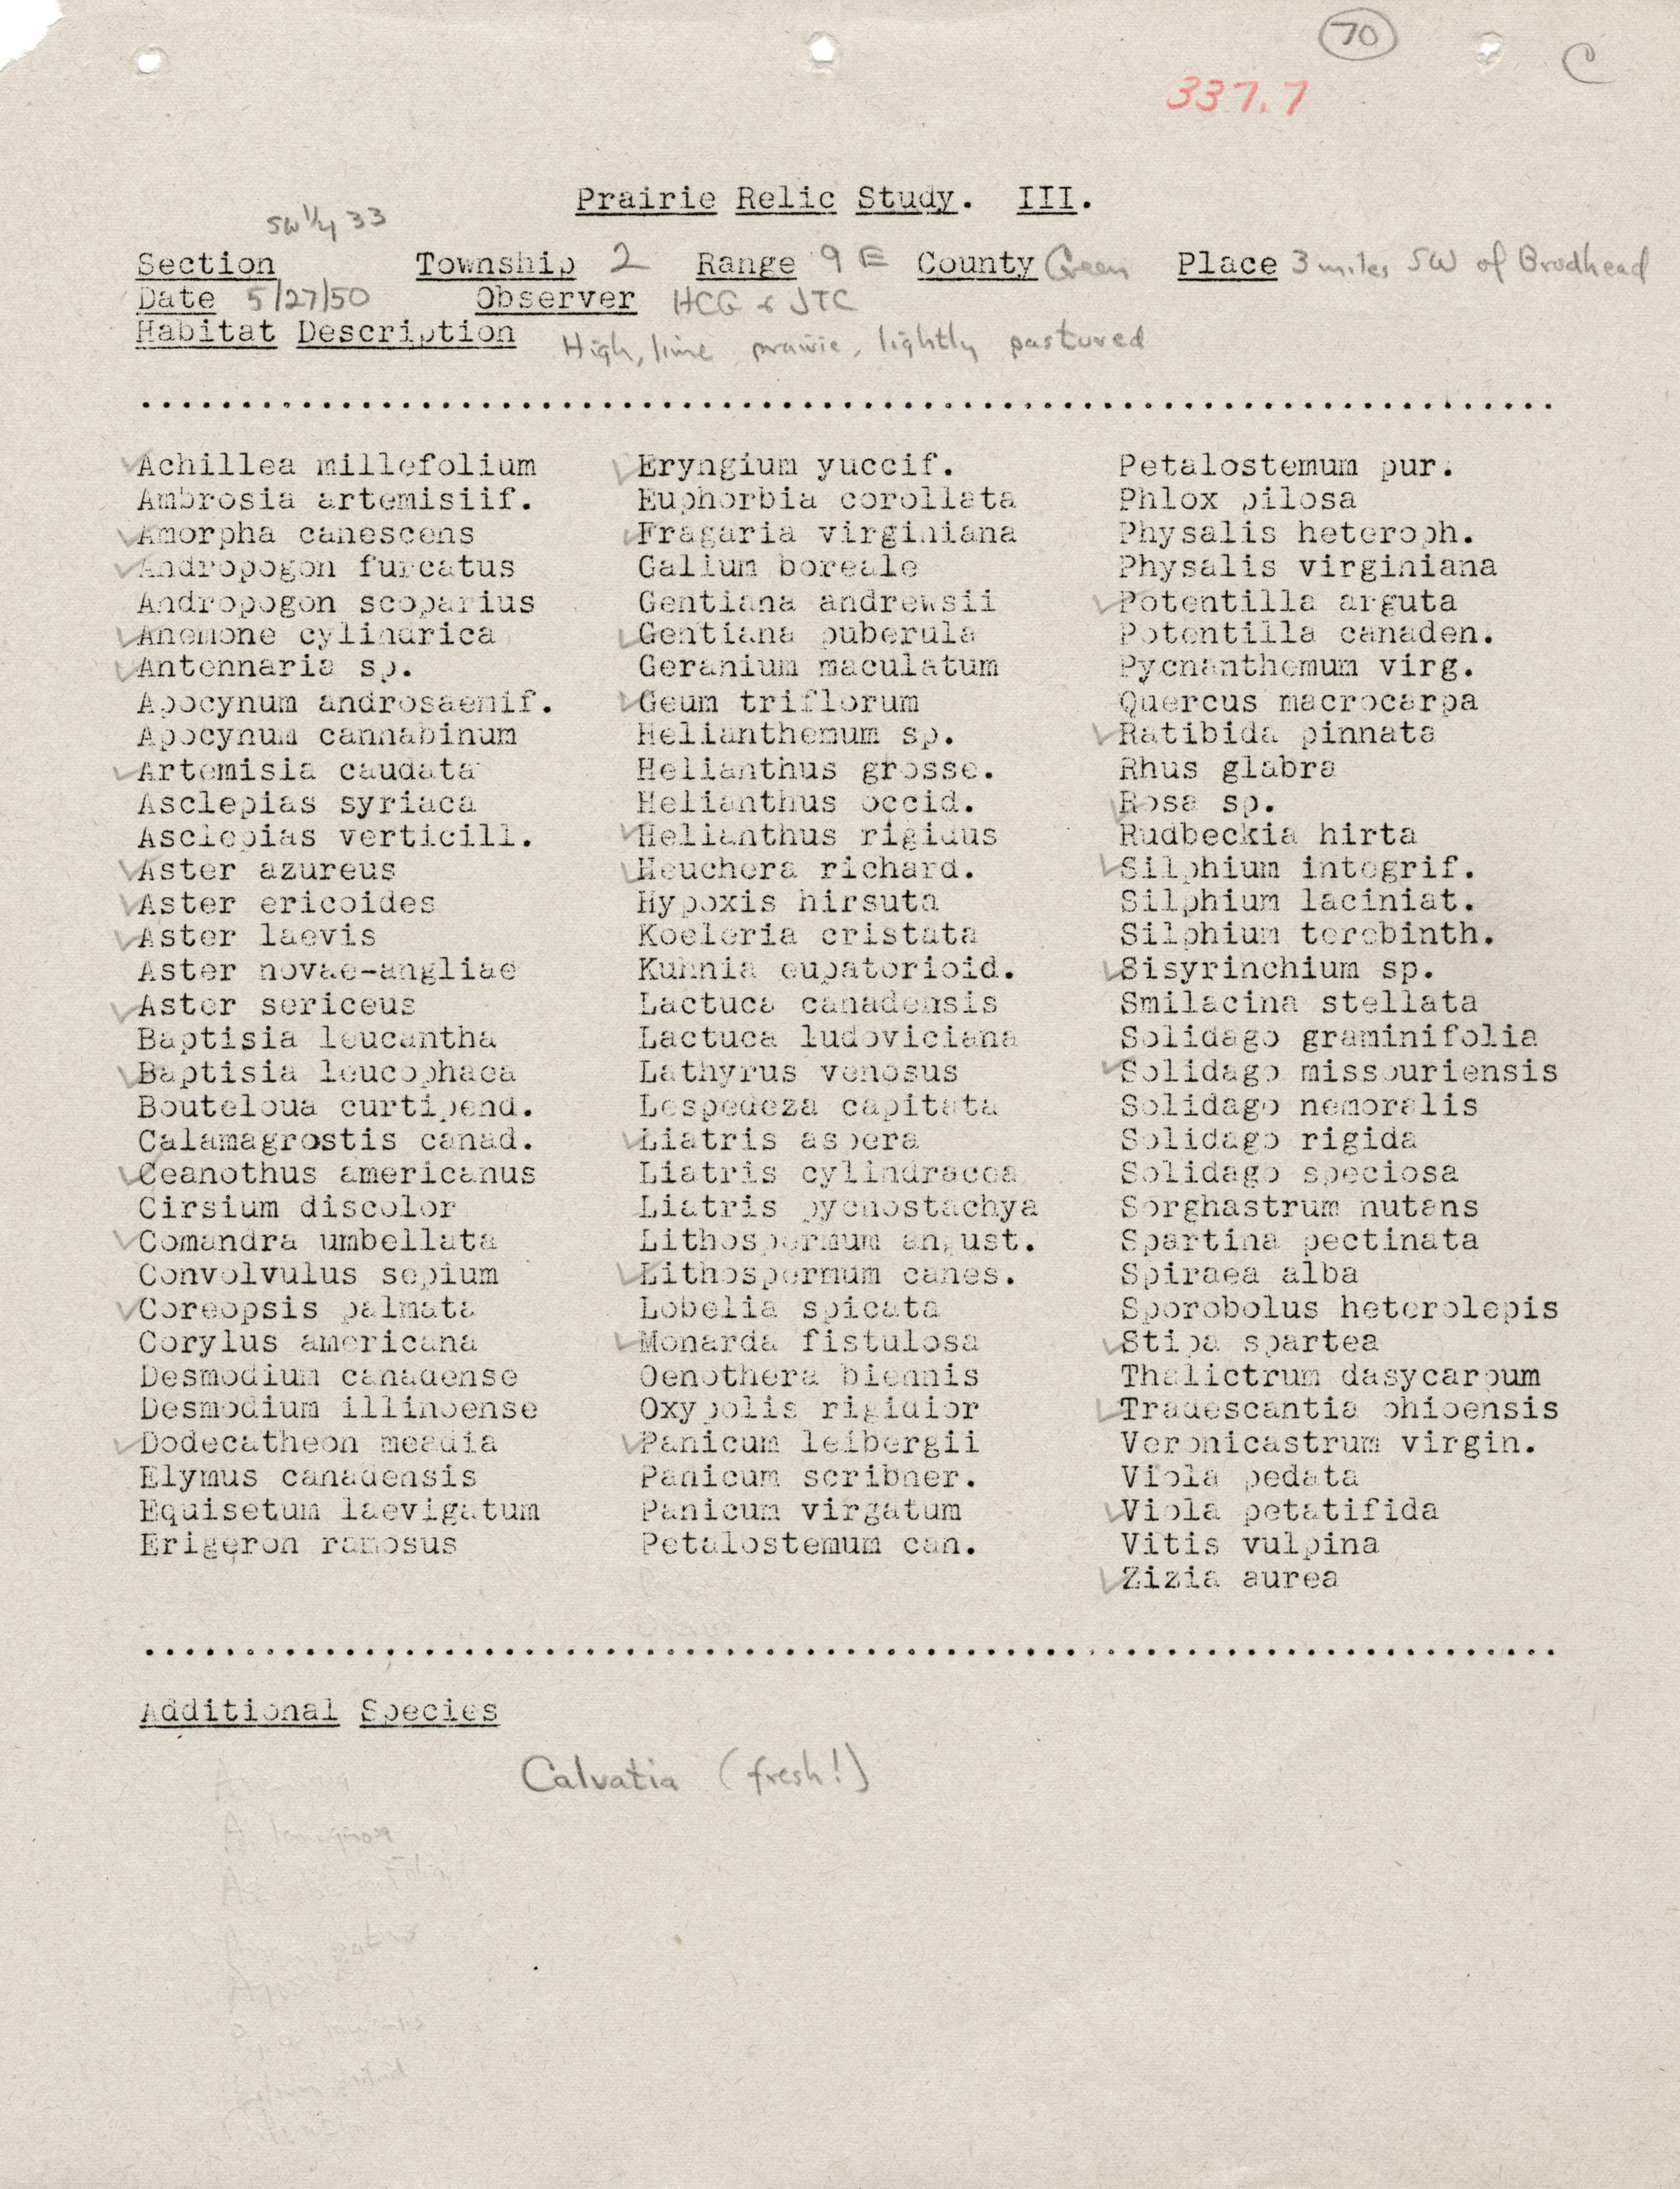 70
C
337.7
Prairie Relic Study. III.
SW 1/4 33
Section Township 2 Range 9 E County Green Place 3 miles SW of Brodhead
Date 5/27/50 Observer HCG & JTC
Habitat Description High, lime prairie, lightly pastured
✓Achillea millefolium
Ambrosia artemisiif.
✓Amorpha canescens
✓Andropogon furcatus
Andropogon scoparius
✓Anemone cylindrica
✓Antennaria sp.
Apocynum androsaemif.
Apocynum cannabinum
✓Artemisia caudata
Asclepias syriaca
Asclepias verticill.
✓Aster azureus
✓Aster ericoides
✓Aster laevis
Aster novae-angliae
✓Aster sericeus
Baptisia leucantha
✓Baptisia leucophaea
Bouteloua curtipend.
Calamagrostis canad.
✓Ceanothus americanus
Cirsium discolor
✓Comandra umbellata
Convolvulus sepium
✓Coreopsis palmata
Corylus americana
Desmodium canadense
Desmodium illinoense
✓Dodecatheon meadia
Elymus canadensis
Equisetum laevigatum
Erigeron ramosus
✓Eryngium yuccif.
Euphorbia corollata
✓Fragaria virginiana
Galium boreale
Gentiana andrewsii
✓Gentiana puberula
Geranium maculatum
✓Geum triflorum
Helianthemum sp.
Helianthus grosse.
Helianthus occid.
✓Helianthus rigidus
✓Heuchera richard.
Hypoxis hirsuta
Koeleria cristata
Kuhnia eupatorioid.
Lactuca canadensis
Lactuca ludoviciana
Lathyrus venosus
Lespedeza capitata
✓Liatris aspera
Liatris cylindracea
Liatris pycnostachya
Lithospermum angust.
✓Lithospermum canes.
Lobelia spicata
✓Monarda fistulosa
Oenothera biennis
Oxypolis rigidior
✓Panicum leibergii
Panicum scribner.
Panicum virgatum
Petalostemum can.
Petalostemum pur.
Phlox pilosa
Physalis heteroph.
Physalis virginiana
✓Potentilla arguta
Potentilla canaden.
Pycnanthemum virg.
Quercus macrocarpa
✓Ratibida pinnata
Rhus glabra
✓Rosa sp.
Rudbeckia hirta
✓Silphium integrif.
Silphium laciniat.
Silphium terebinth.
✓Sisyrinchium sp.
Smilacina stellata
Solidago graminifolia
✓Solidago missouriensis
Solidago nemoralis
Solidago rigida
Solidago speciosa
Sorghastrum nutans
Spartina pectinata
Spiraea alba
Sporobolus heterolepis
✓Stipa spartea
Thalictrum dasycarpum
✓Tradescantia ohioensis
Veronicastrum virgin.
Viola pedata
✓Viola petatifida
Vitis vulpina
✓Zizia aurea
Additional Species
Calvatia (fresh!)